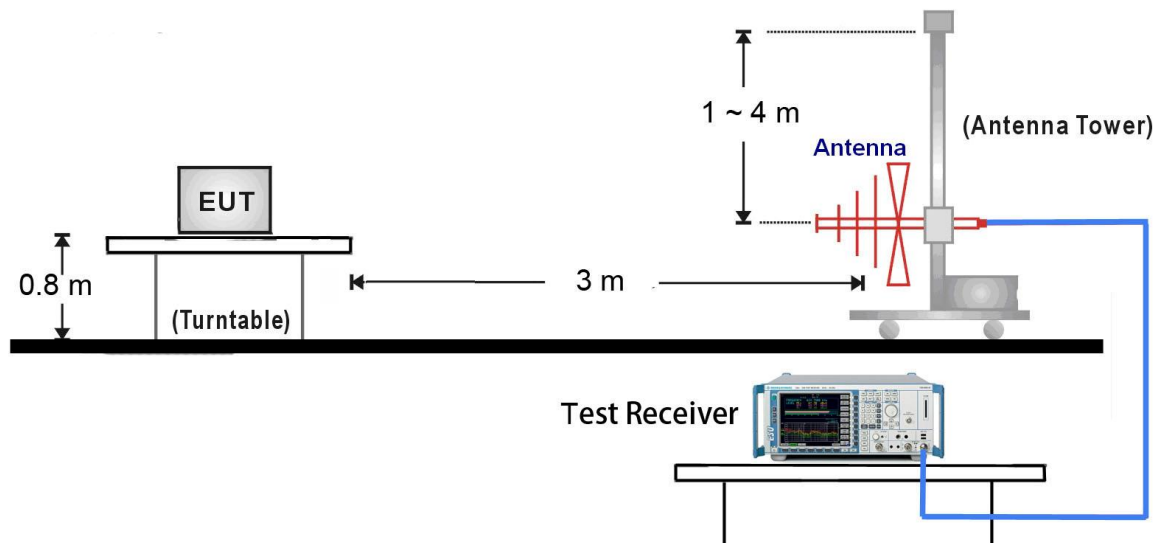 1 ~ 4 m
(Antenna Tower)
Antenna
EUT
0.8 m
3 m
(Turntable)
Test Receiver